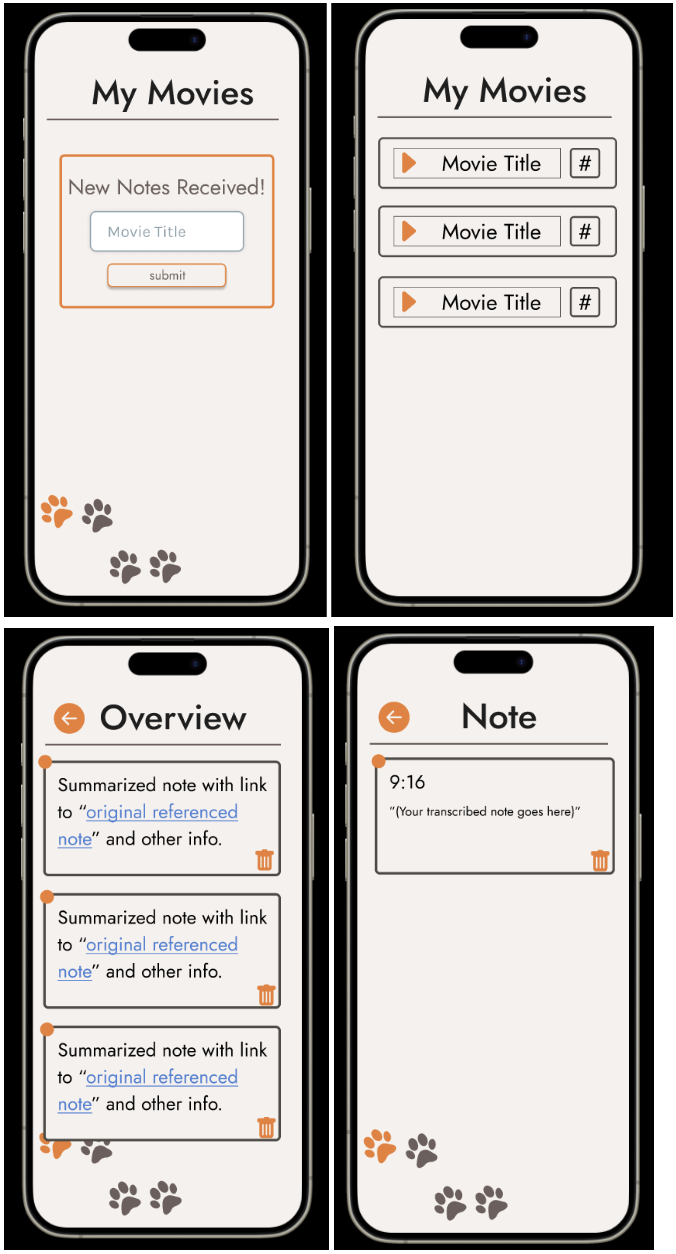 My Movies
New Notes Received!
Movie Title
submit
My Movies
Movie Title #
Movie Title #
Movie Title #
Overview
Summarized note with link
to “original referenced
note” and other info.
Summarized note with link
to “original referenced
note” and other info.
Summarized note with link
to “original referenced
note” and other info.
Note
9:16
“(Your transcribed note goes here)”